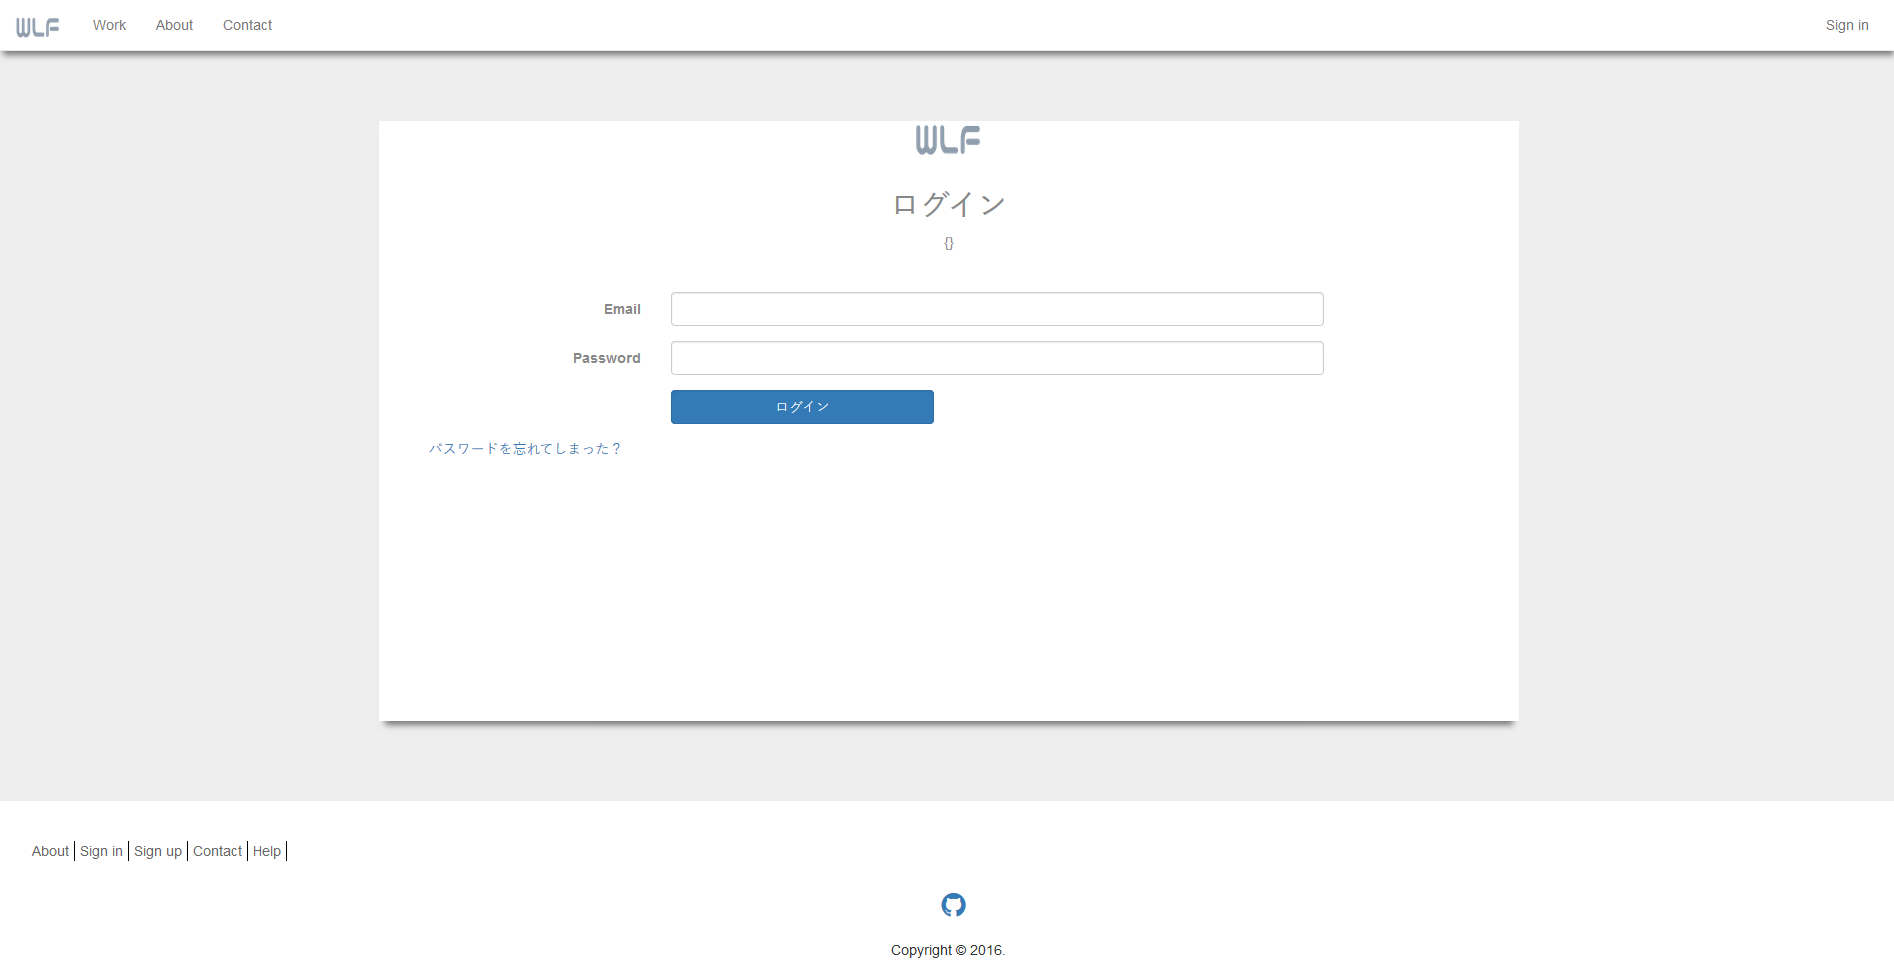 WLF Work About Contact Sign in
WLF
ログイン
{}
Email
Password
ログイン
パスワードを忘れてしまった？
About Sign in Sign up Contact Help
Copyright © 2016.